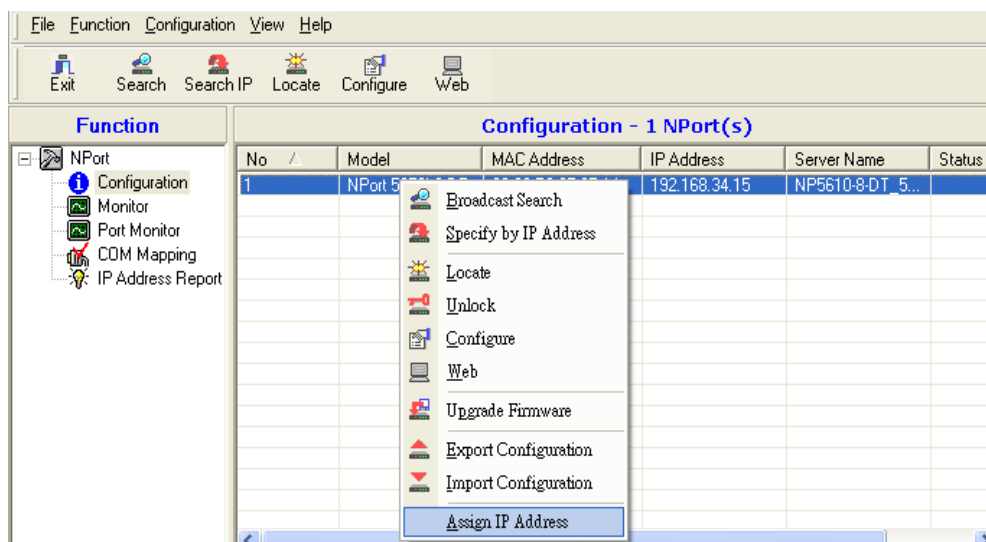 File Function Configuration View Help
Exit Search Search IP Locate Configure Web
Function
Configuration - 1 NPort(s)
NPort
Configuration
Monitor
Port Monitor
COM Mapping
IP Address Report
No Model MAC Address IP Address Server Name Status
1 NPort 192.168.34.15 NP5610-8-DT_5...
Broadcast Search
Specify by IP Address
Locate
Unlock
Configure
Web
Upgrade Firmware
Export Configuration
Import Configuration
Assign IP Address